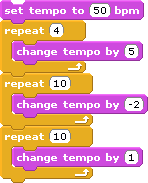 set tempo to 50 bpm
repeat 4
change tempo by 5
repeat 10
change tempo by -2
repeat 10
change tempo by 1